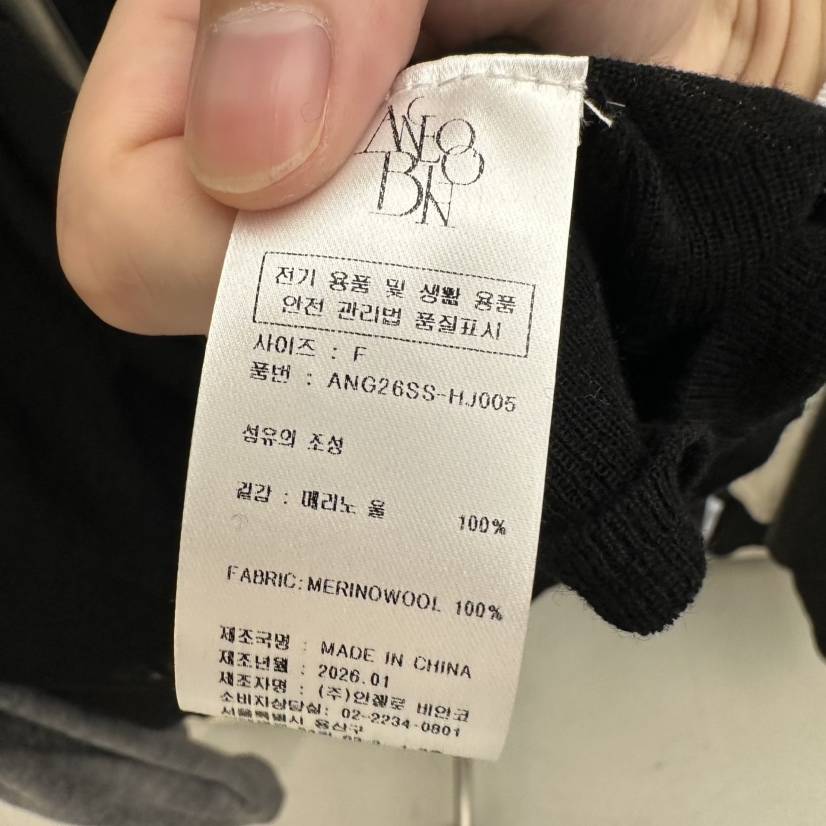 전기 용품 및 생활 용품
안전 관리법 품질표시
사이즈 : F
품번 : ANG26SS-HJ005
섬유의 조성
겉감 : 메리노 울 100%
FABRIC:MERINOWOOL 100%
제조국명 : MADE IN CHINA
제조년월 : 2026.01
제조자명 : (주)안젤로 비안코
소비자상담실: 02-2234-0801
서울특별시 용산구